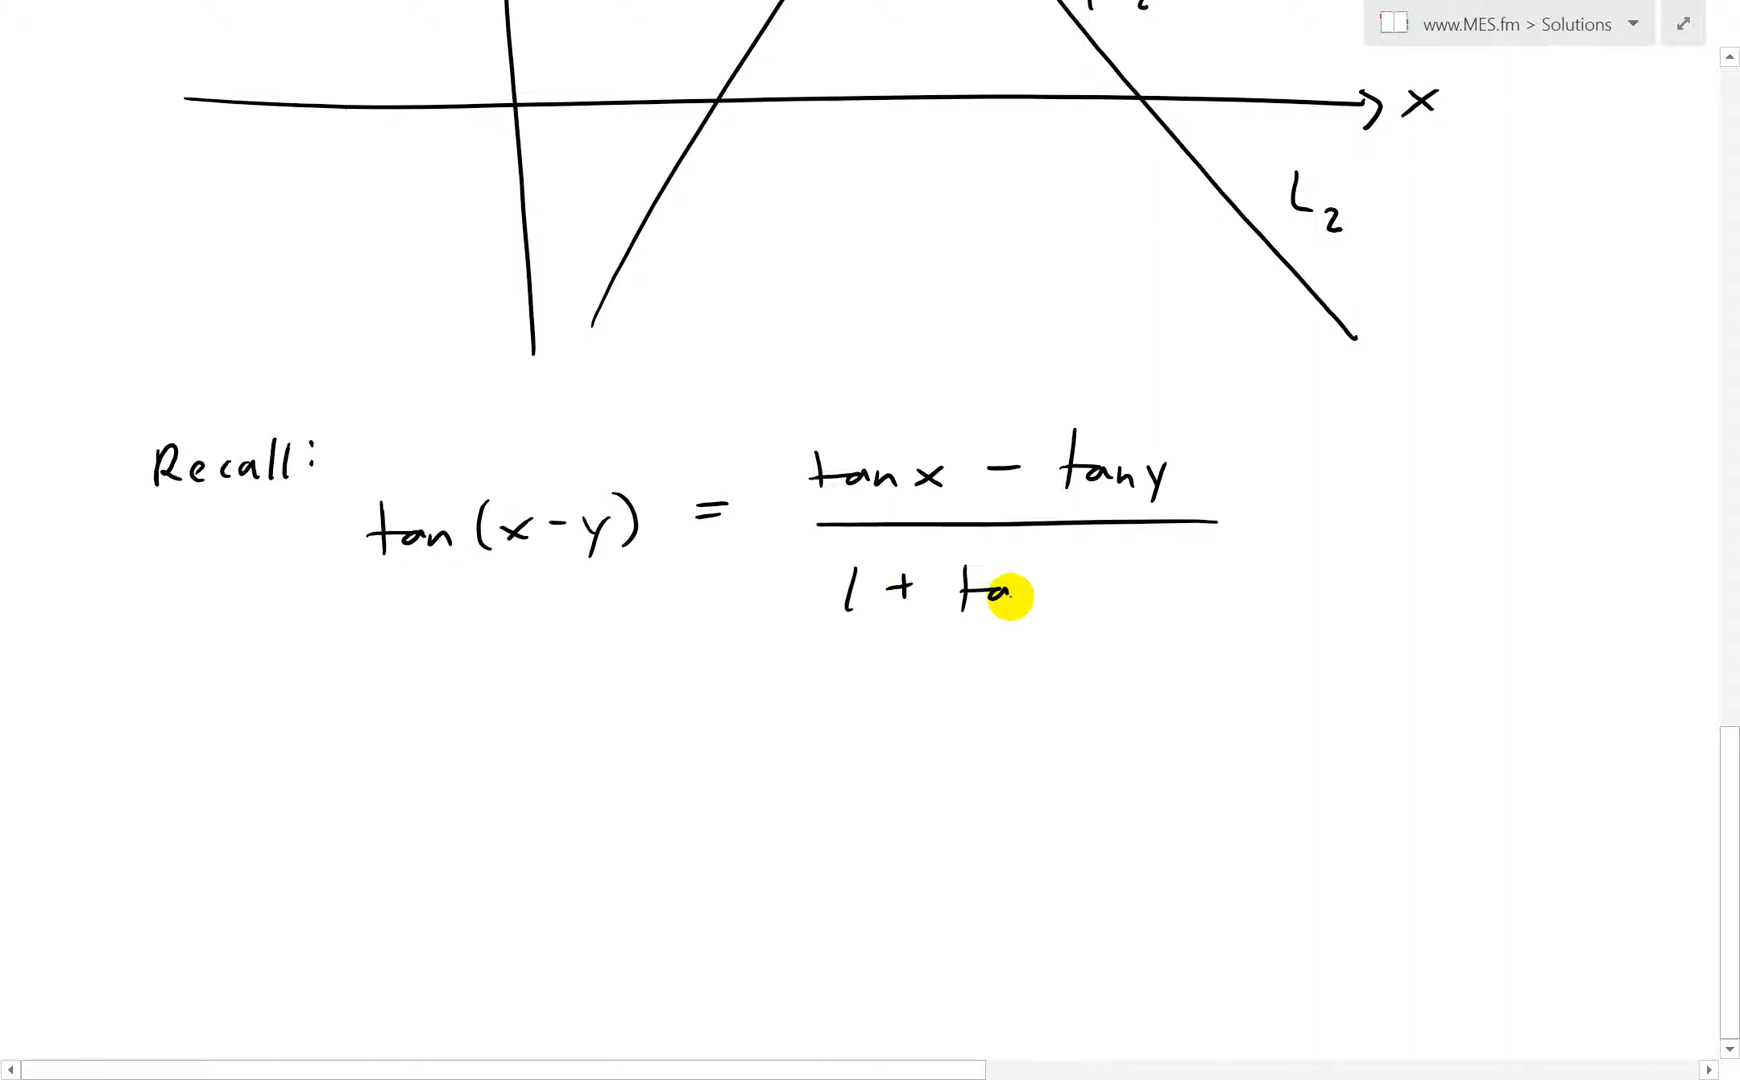 www.MES.fm > Solutions
x
L₂
Recall:
tan(x-y) = (tan x - tan y) / (1 + ta